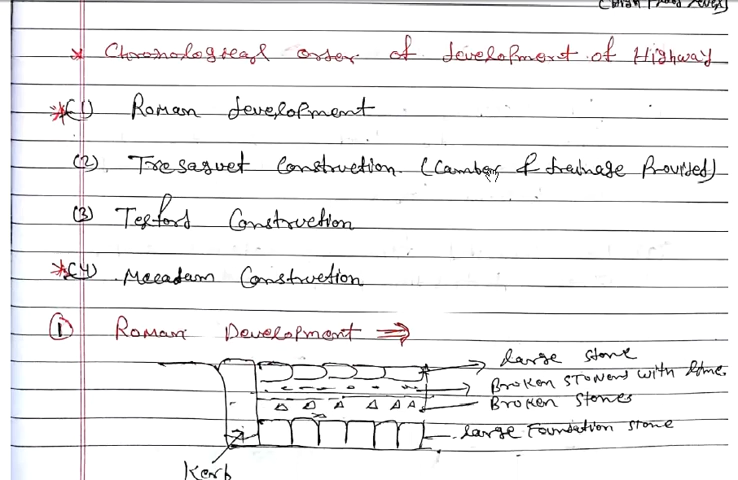 * Chronological order of development of Highway
*(1) Roman development
(2) Tresaguet Construction. (Camber & drainage Provided)
(3) Telford Construction
*(4) Macadam Construction
① Roman Development ⇒
large stone
Broken stones with lime.
Broken stones
large Foundation stone
Kerb